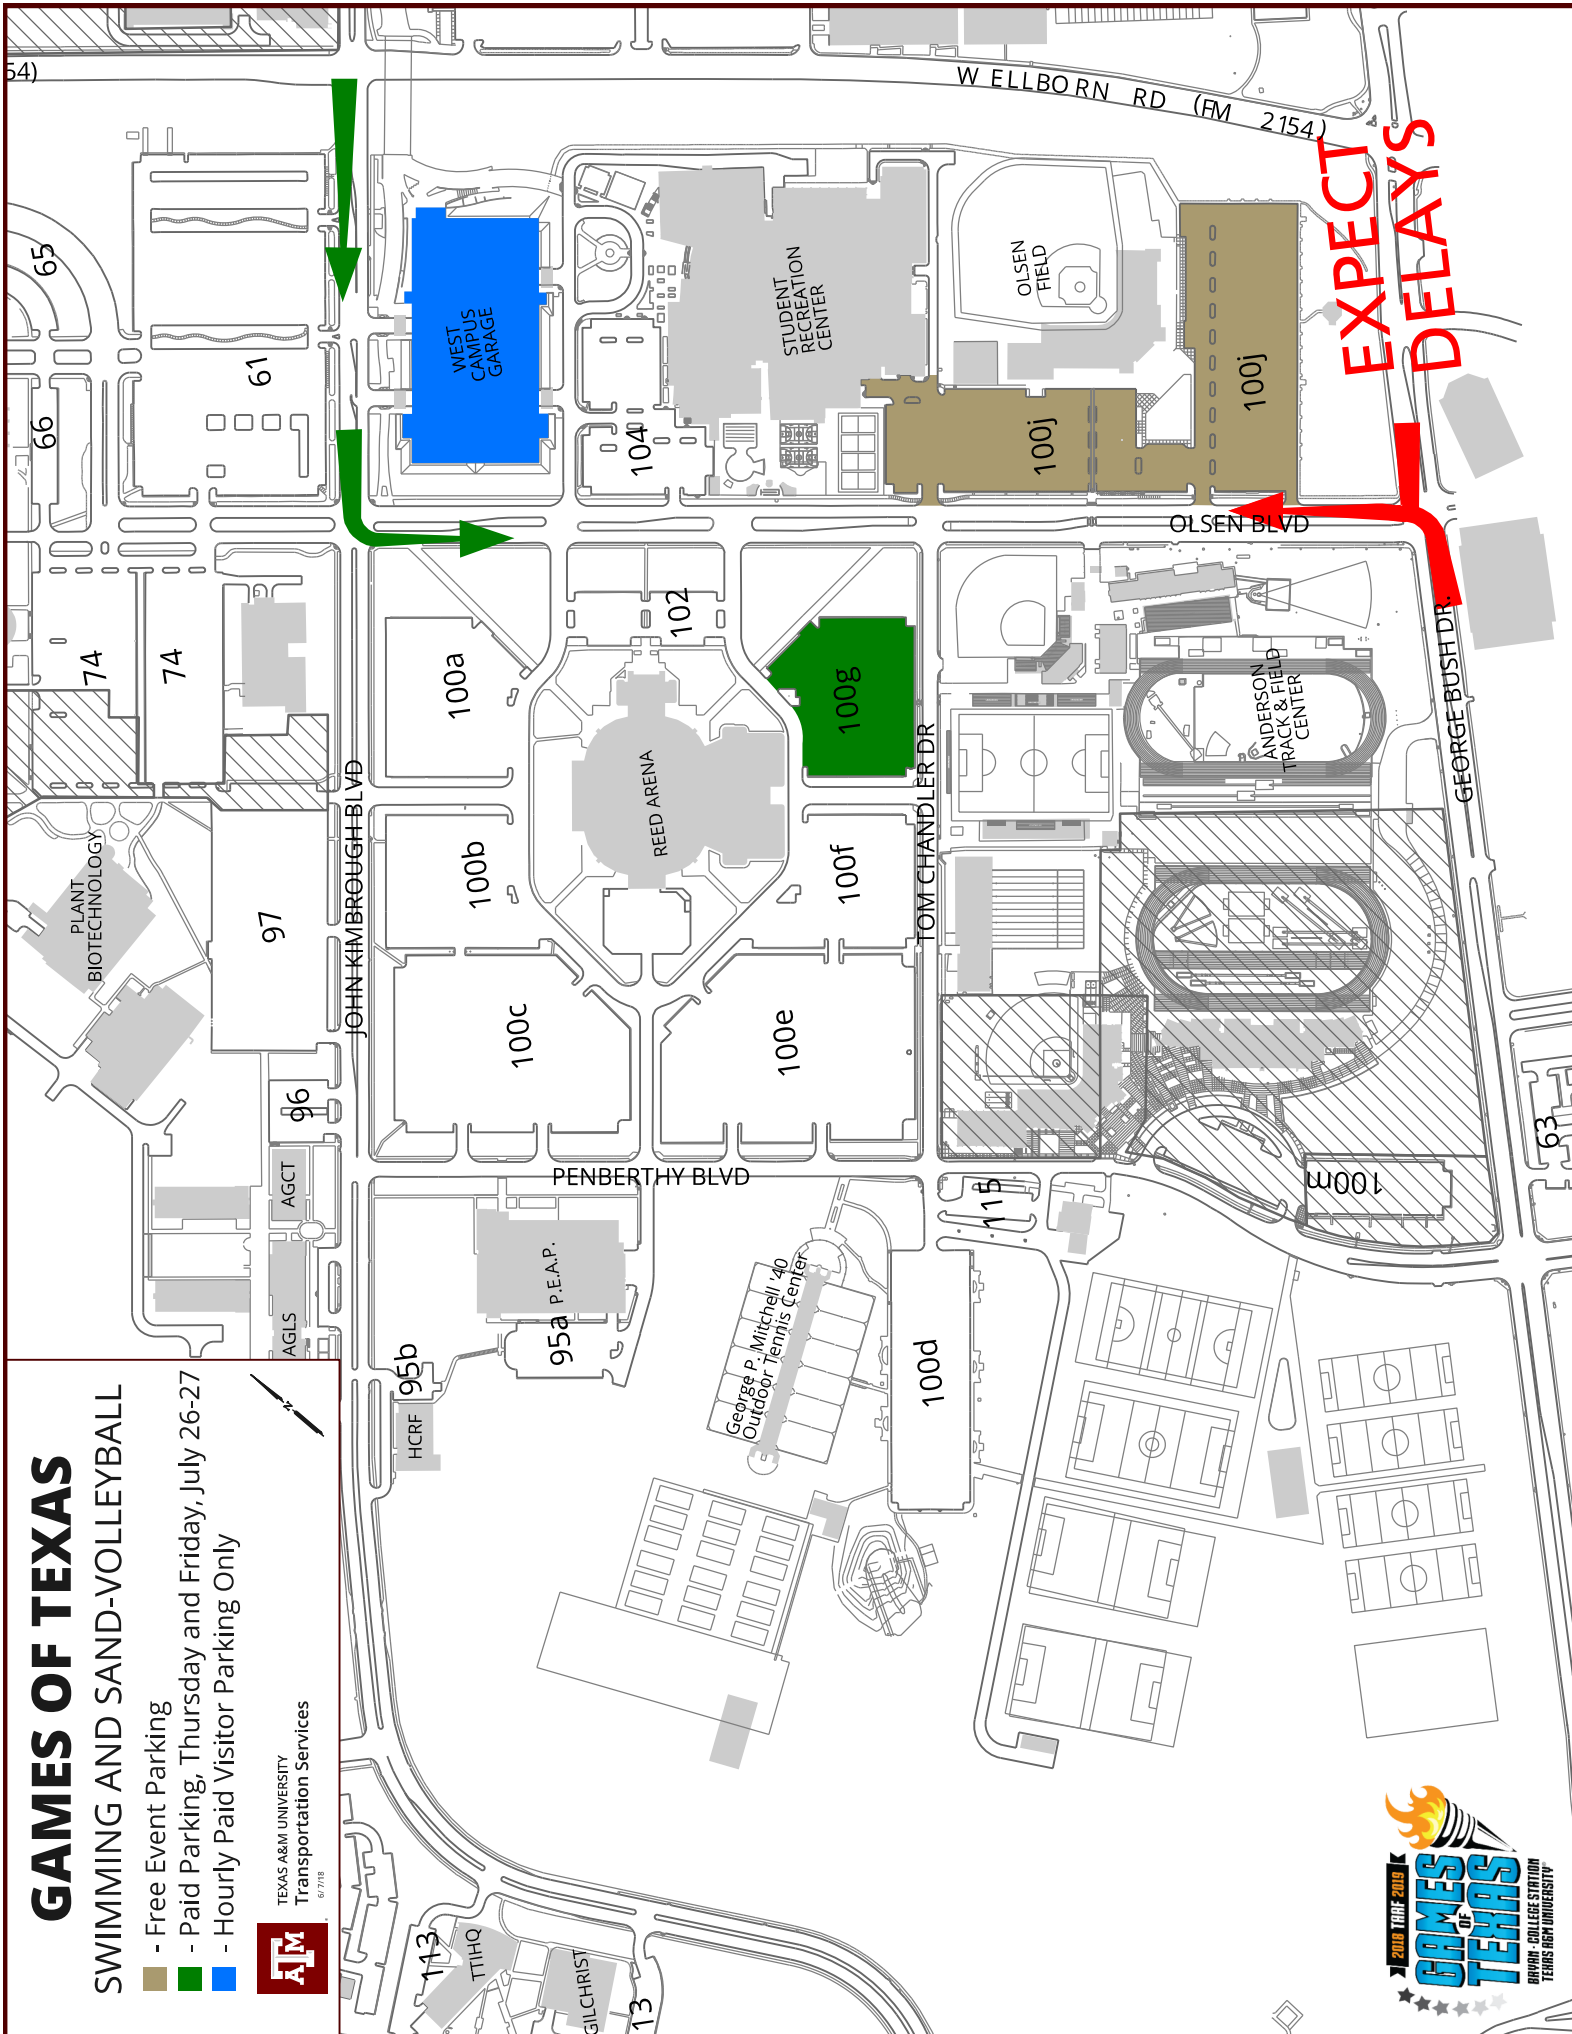 GAMES OF TEXAS
SWIMMING AND SAND-VOLLEYBALL
- Free Event Parking
- Paid Parking, Thursday and Friday, July 26-27
- Hourly Paid Visitor Parking Only
TEXAS A&M UNIVERSITY
Transportation Services
6/7/18
ATM
N
54)
WELLBORN RD (FM 2154)
EXPECT
DELAYS
65
66
61
WEST
CAMPUS
GARAGE
STUDENT
RECREATION
CENTER
OLSEN
FIELD
104
100j
100j
OLSEN BLVD
74
74
100a
102
100g
ANDERSON
TRACK & FIELD
CENTER
GEORGE BUSH DR.
JOHN KIMBROUGH BLVD
REED ARENA
TOM CHANDLER DR
PLANT
BIOTECHNOLOGY
97
100b
100f
100c
100e
96
AGCT
AGLS
PENBERTHY BLVD
115
100m
63
95b
95a
P.E.A.P.
HCRF
George P. Mitchell '40
Outdoor Tennis Center
100d
113
TTIHQ
GILCHRIST
13
2018 TAAF 2019
GAMES
OF
TEXAS
BRYAN · COLLEGE STATION
TEXAS A&M UNIVERSITY